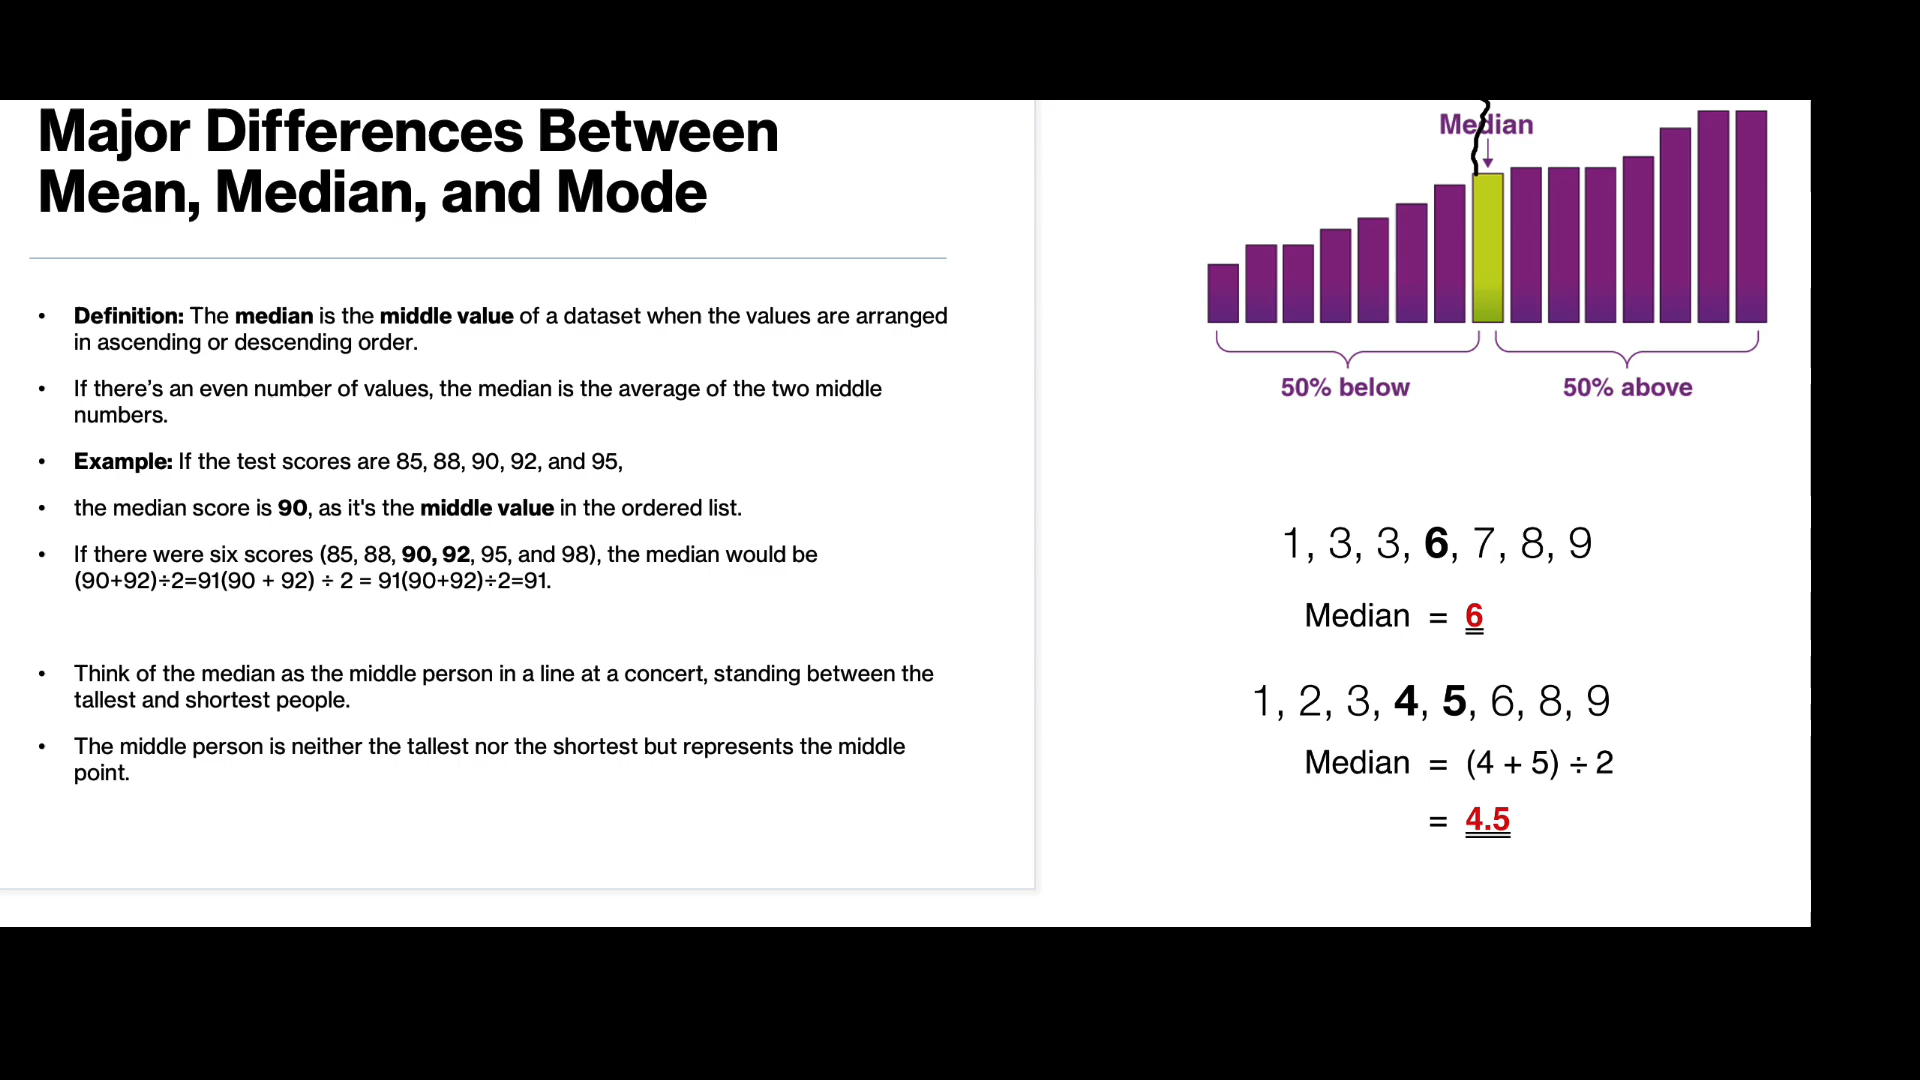 Major Differences Between
Mean, Median, and Mode
• Definition: The median is the middle value of a dataset when the values are arranged
in ascending or descending order.
• If there’s an even number of values, the median is the average of the two middle
numbers.
• Example: If the test scores are 85, 88, 90, 92, and 95,
• the median score is 90, as it's the middle value in the ordered list.
• If there were six scores (85, 88, 90, 92, 95, and 98), the median would be
(90+92)÷2=91(90 + 92) ÷ 2 = 91(90+92)÷2=91.
• Think of the median as the middle person in a line at a concert, standing between the
tallest and shortest people.
• The middle person is neither the tallest nor the shortest but represents the middle
point.
Median
50% below
50% above
1, 3, 3, 6, 7, 8, 9
Median = 6
1, 2, 3, 4, 5, 6, 8, 9
Median = (4 + 5) ÷ 2
= 4.5